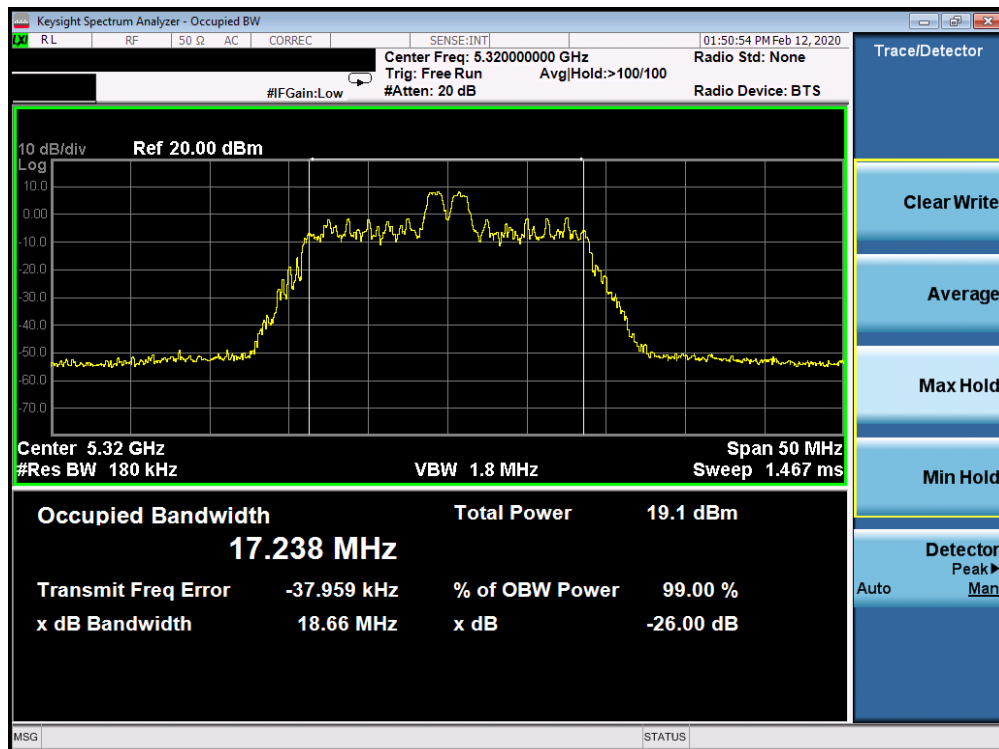 Keysight Spectrum Analyzer - Occupied BW
LXI RL RF 50 Ω AC CORREC SENSE:INT 01:50:54 PM Feb 12, 2020
Center Freq: 5.320000000 GHz Radio Std: None
Trig: Free Run Avg|Hold:>100/100
#IFGain:Low #Atten: 20 dB Radio Device: BTS
10 dB/div Ref 20.00 dBm
Log
10.0
0.00
-10.0
-20.0
-30.0
-40.0
-50.0
-60.0
-70.0
Center 5.32 GHz Span 50 MHz
#Res BW 180 kHz VBW 1.8 MHz Sweep 1.467 ms
Occupied Bandwidth Total Power 19.1 dBm
17.238 MHz
Transmit Freq Error -37.959 kHz % of OBW Power 99.00 %
x dB Bandwidth 18.66 MHz x dB -26.00 dB
MSG STATUS
Trace/Detector
Clear Write
Average
Max Hold
Min Hold
Detector
Peak▶
Auto Man